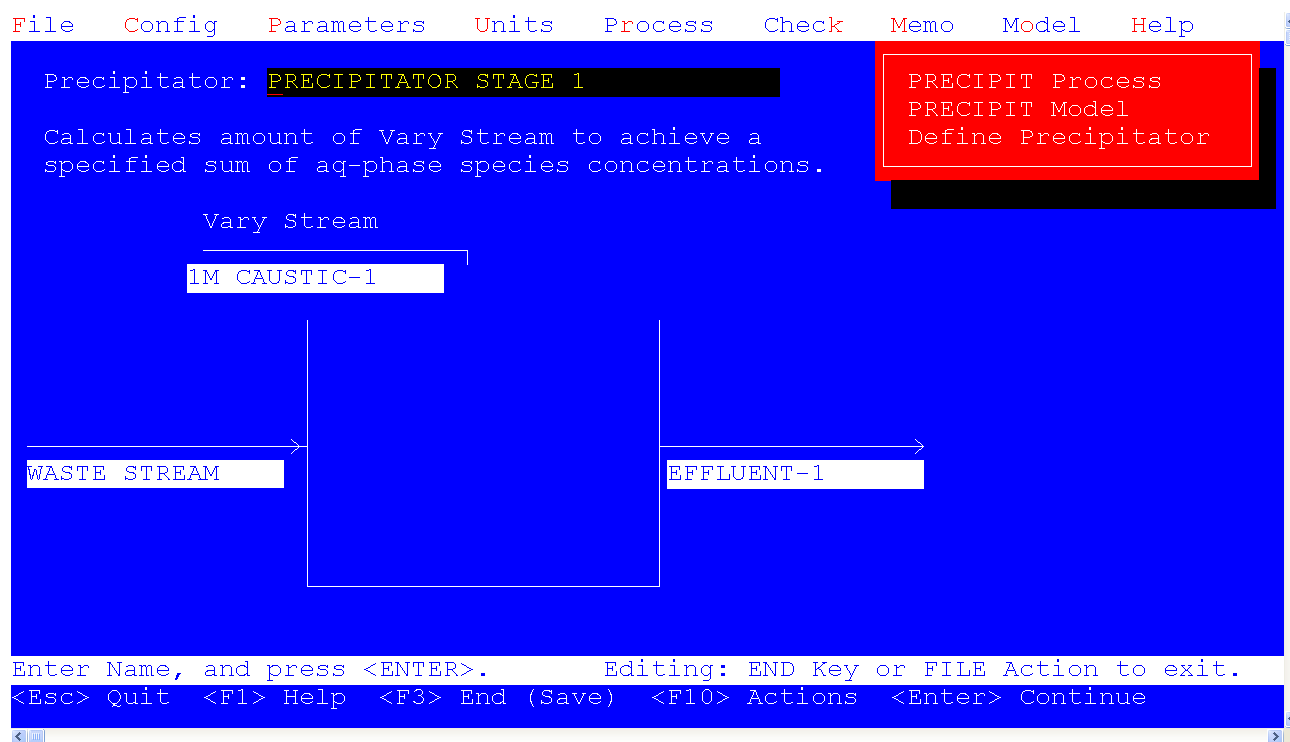 File Config Parameters Units Process Check Memo Model Help
Precipitator: PRECIPITATOR STAGE 1
PRECIPIT Process
PRECIPIT Model
Define Precipitator
Calculates amount of Vary Stream to achieve a
specified sum of aq-phase species concentrations.
Vary Stream
1M CAUSTIC-1
WASTE STREAM
EFFLUENT-1
Enter Name, and press <ENTER>. Editing: END Key or FILE Action to exit.
<Esc> Quit <F1> Help <F3> End (Save) <F10> Actions <Enter> Continue